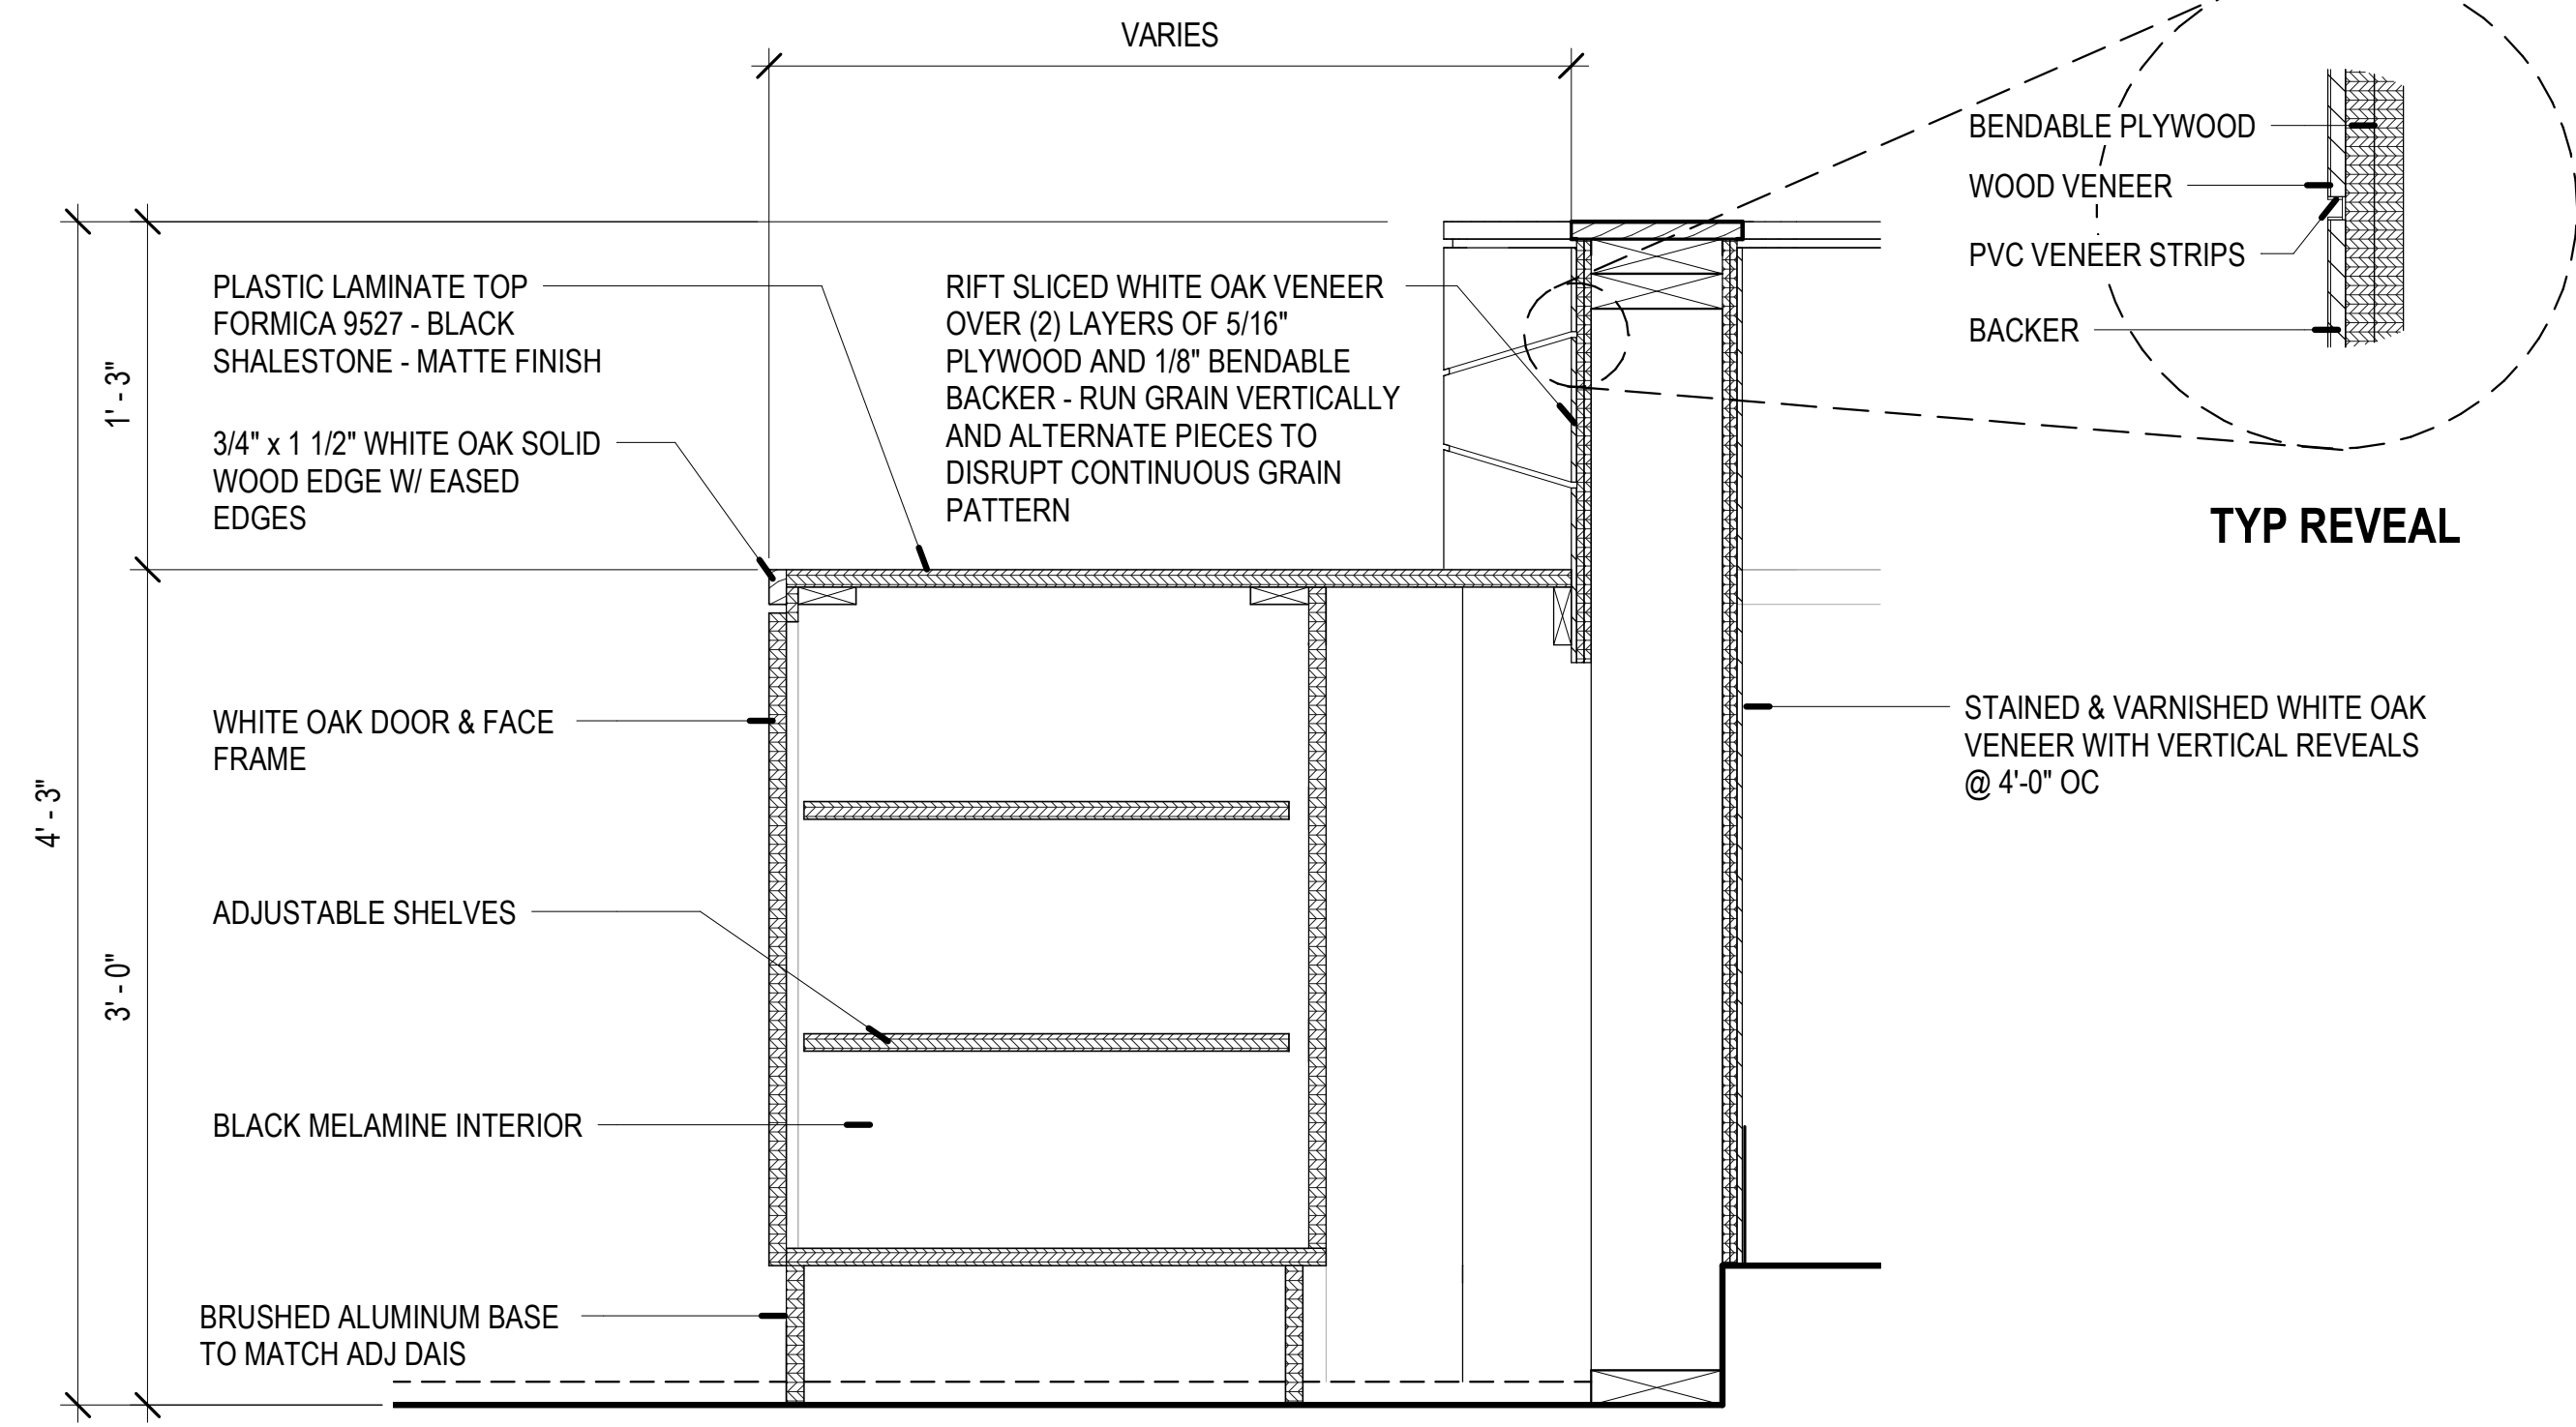 VARIES
BENDABLE PLYWOOD
WOOD VENEER
PVC VENEER STRIPS
BACKER
TYP REVEAL
PLASTIC LAMINATE TOP
FORMICA 9527 - BLACK
SHALESTONE - MATTE FINISH
3/4" x 1 1/2" WHITE OAK SOLID
WOOD EDGE W/ EASED
EDGES
RIFT SLICED WHITE OAK VENEER
OVER (2) LAYERS OF 5/16"
PLYWOOD AND 1/8" BENDABLE
BACKER - RUN GRAIN VERTICALLY
AND ALTERNATE PIECES TO
DISRUPT CONTINUOUS GRAIN
PATTERN
1' - 3"
4' - 3"
3' - 0"
WHITE OAK DOOR & FACE
FRAME
STAINED & VARNISHED WHITE OAK
VENEER WITH VERTICAL REVEALS
@ 4'-0" OC
ADJUSTABLE SHELVES
BLACK MELAMINE INTERIOR
BRUSHED ALUMINUM BASE
TO MATCH ADJ DAIS